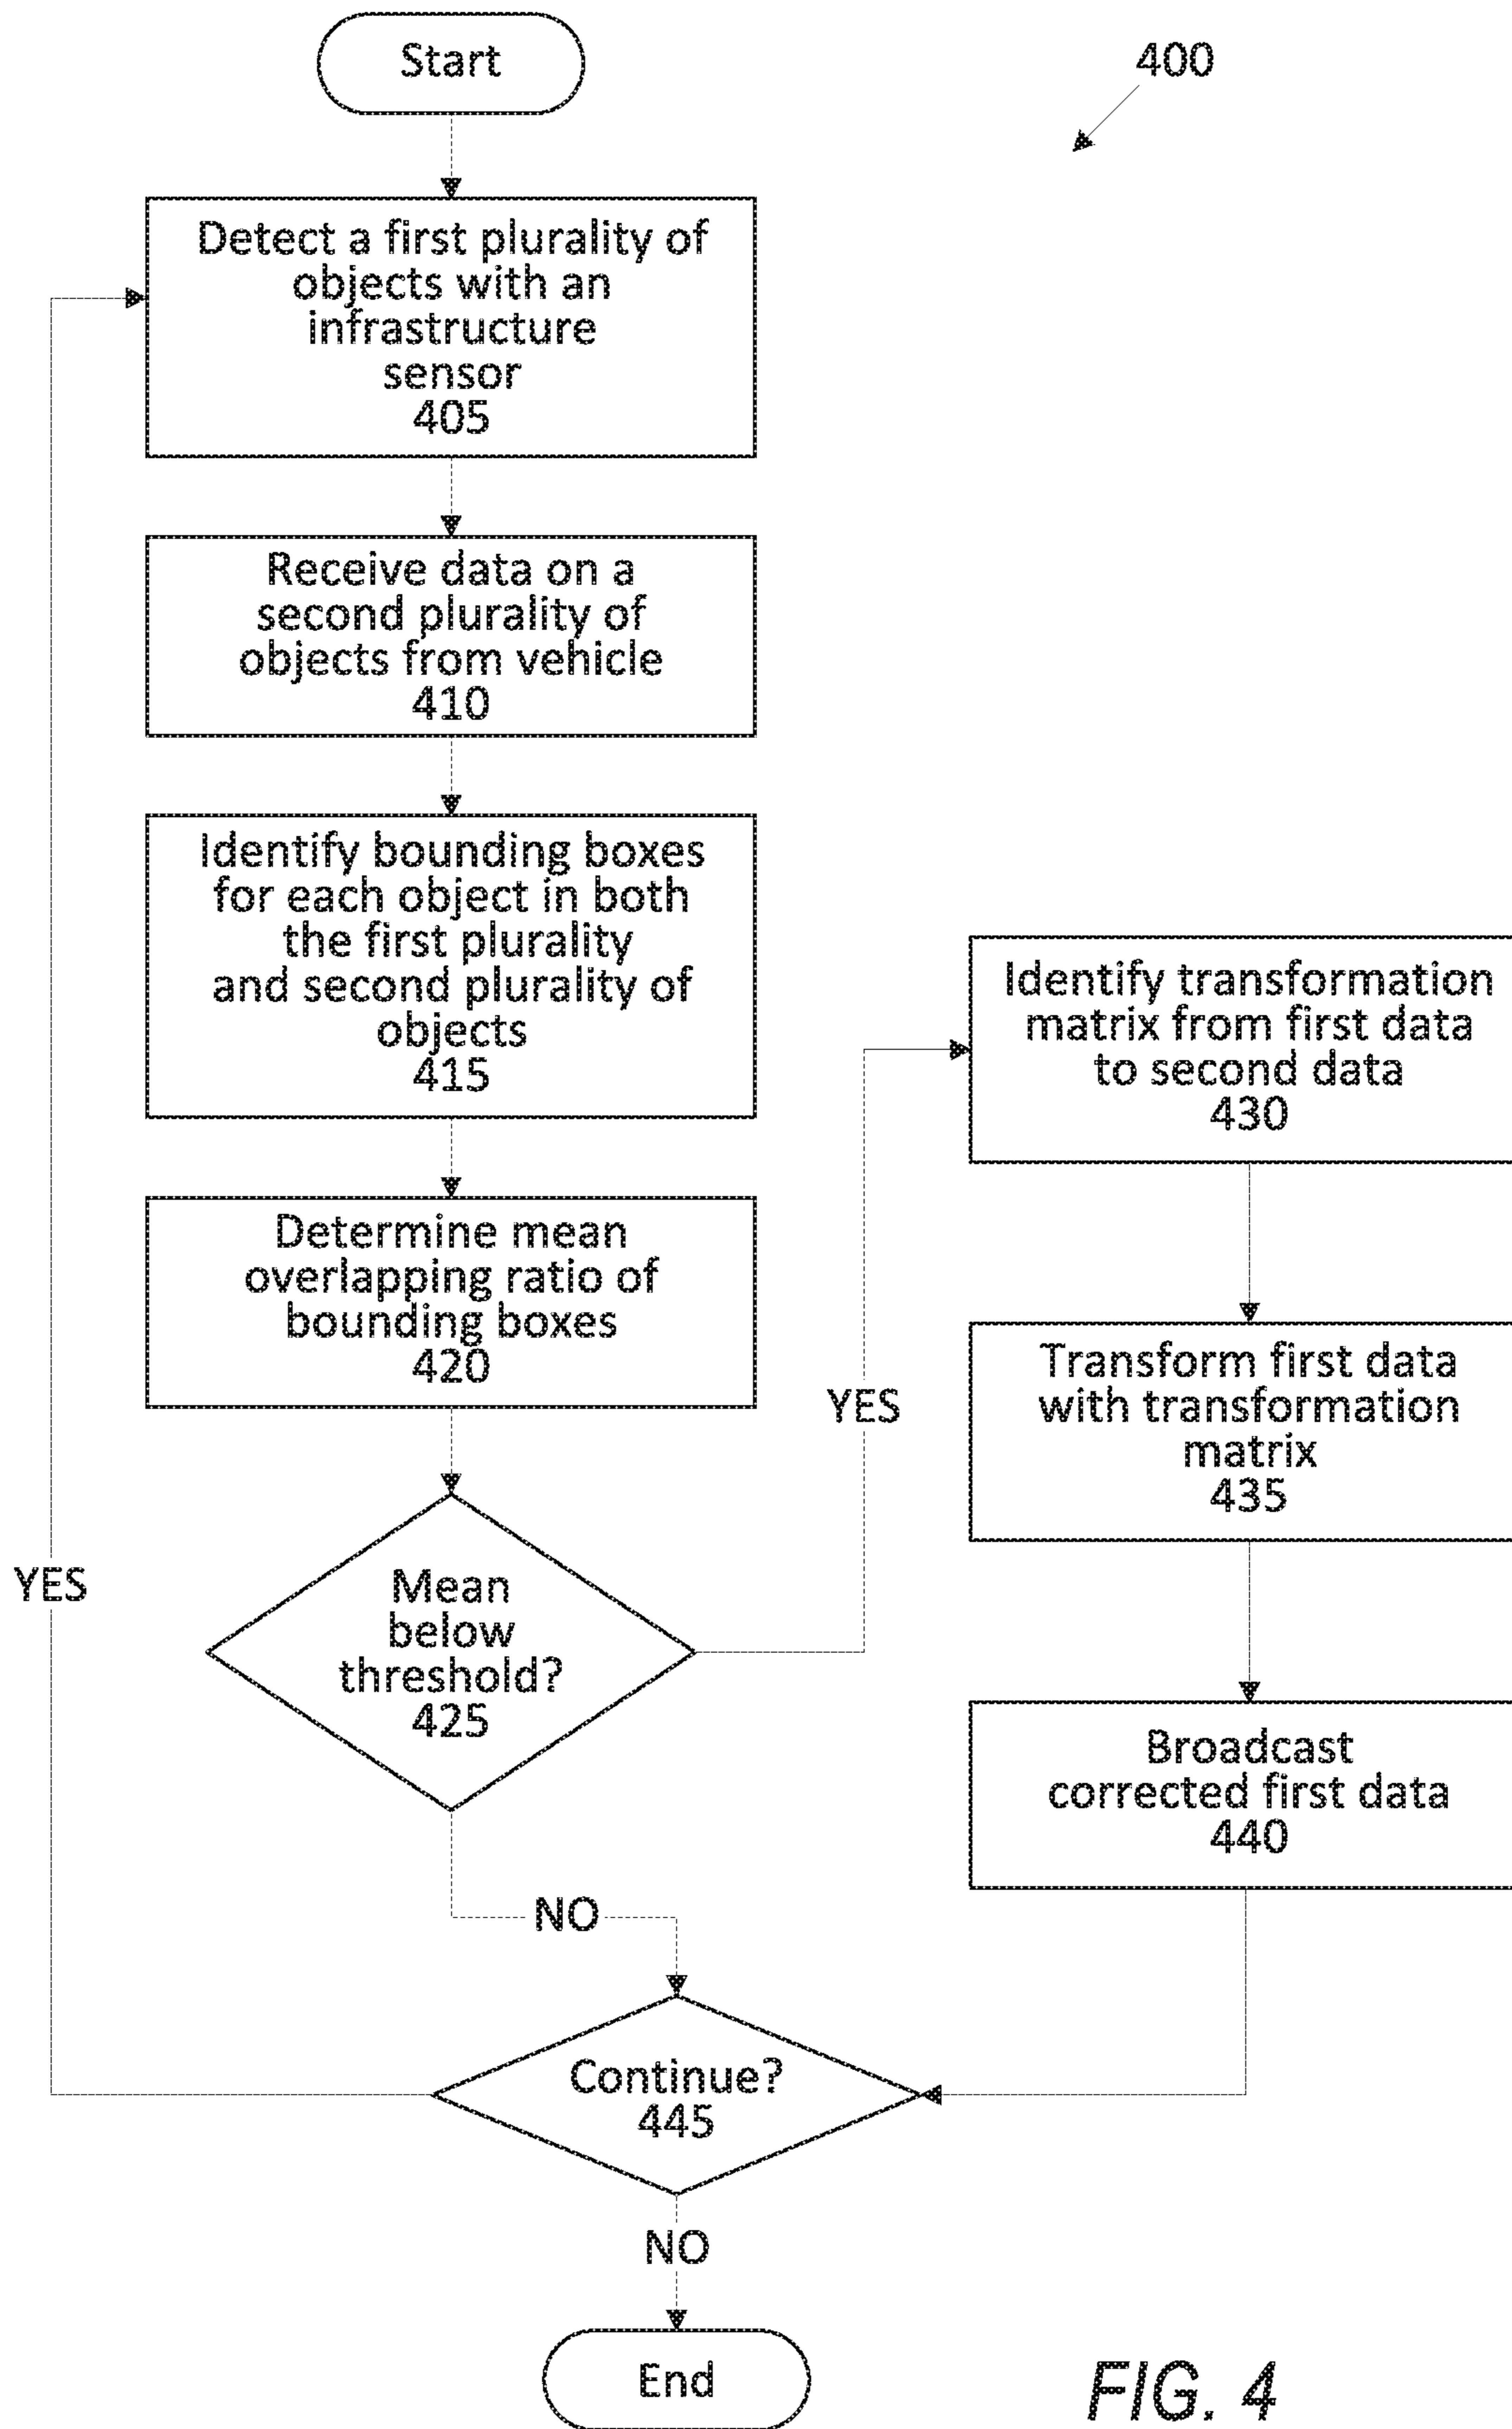 Start
400
Detect a first plurality of
objects with an
infrastructure
sensor
405
Receive data on a
second plurality of
objects from vehicle
410
Identify bounding boxes
for each object in both
the first plurality
and second plurality of
objects
415
Determine mean
overlapping ratio of
bounding boxes
420
Mean
below
threshold?
425
YES
YES
Identify transformation
matrix from first data
to second data
430
Transform first data
with transformation
matrix
435
Broadcast
corrected first data
440
NO
Continue?
445
NO
End
FIG. 4